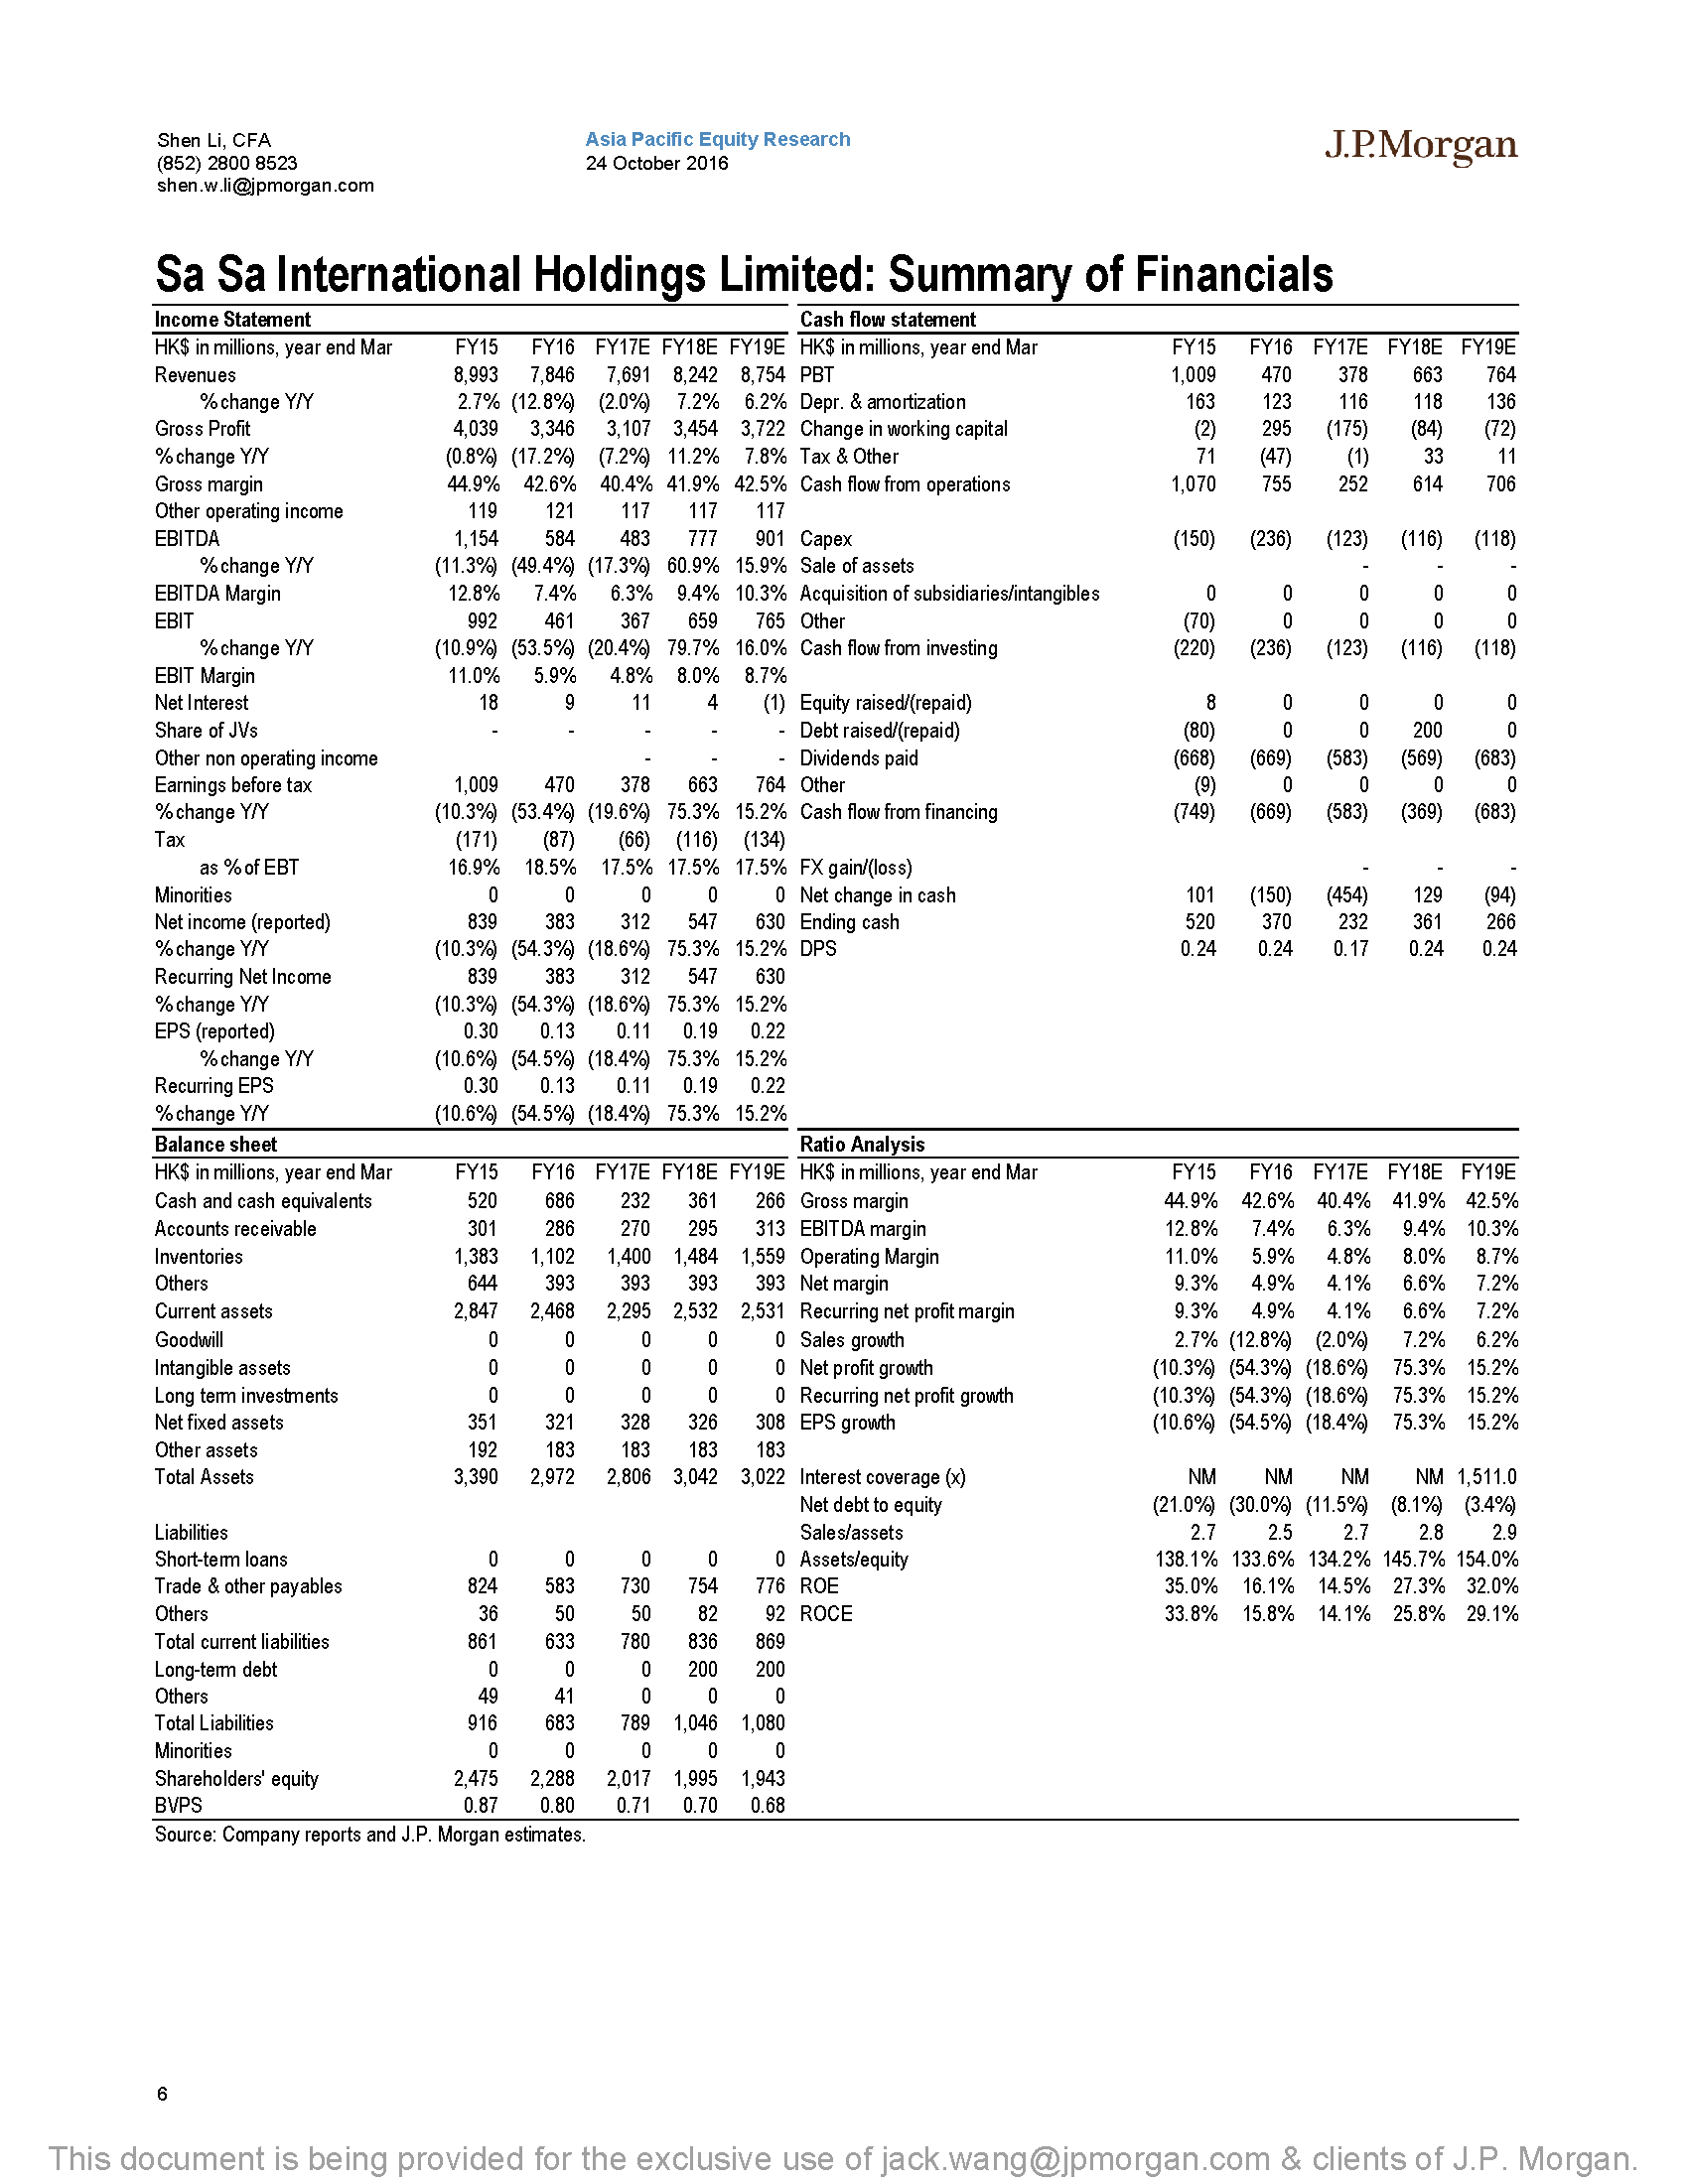 Shen Li, CFA
(852) 2800 8523
shen.w.li@jpmorgan.com
Asia Pacific Equity Research
24 October 2016
J.P.Morgan
Sa Sa International Holdings Limited: Summary of Financials
Income Statement
HK$ in millions, year end Mar FY15 FY16 FY17E FY18E FY19E
Revenues 8,993 7,846 7,691 8,242 8,754
% change Y/Y 2.7% (12.8%) (2.0%) 7.2% 6.2%
Gross Profit 4,039 3,346 3,107 3,454 3,722
% change Y/Y (0.8%) (17.2%) (7.2%) 11.2% 7.8%
Gross margin 44.9% 42.6% 40.4% 41.9% 42.5%
Other operating income 119 121 117 117 117
EBITDA 1,154 584 483 777 901
% change Y/Y (11.3%) (49.4%) (17.3%) 60.9% 15.9%
EBITDA Margin 12.8% 7.4% 6.3% 9.4% 10.3%
EBIT 992 461 367 659 765
% change Y/Y (10.9%) (53.5%) (20.4%) 79.7% 16.0%
EBIT Margin 11.0% 5.9% 4.8% 8.0% 8.7%
Net Interest 18 9 11 4 (1)
Share of JVs - - - - -
Other non operating income - - -
Earnings before tax 1,009 470 378 663 764
% change Y/Y (10.3%) (53.4%) (19.6%) 75.3% 15.2%
Tax (171) (87) (66) (116) (134)
as % of EBT 16.9% 18.5% 17.5% 17.5% 17.5%
Minorities 0 0 0 0 0
Net income (reported) 839 383 312 547 630
% change Y/Y (10.3%) (54.3%) (18.6%) 75.3% 15.2%
Recurring Net Income 839 383 312 547 630
% change Y/Y (10.3%) (54.3%) (18.6%) 75.3% 15.2%
EPS (reported) 0.30 0.13 0.11 0.19 0.22
% change Y/Y (10.6%) (54.5%) (18.4%) 75.3% 15.2%
Recurring EPS 0.30 0.13 0.11 0.19 0.22
% change Y/Y (10.6%) (54.5%) (18.4%) 75.3% 15.2%
Cash flow statement
HK$ in millions, year end Mar FY15 FY16 FY17E FY18E FY19E
PBT 1,009 470 378 663 764
Depr. & amortization 163 123 116 118 136
Change in working capital (2) 295 (175) (84) (72)
Tax & Other 71 (47) (1) 33 11
Cash flow from operations 1,070 755 252 614 706
Capex (150) (236) (123) (116) (118)
Sale of assets - - -
Acquisition of subsidiaries/intangibles 0 0 0 0 0
Other (70) 0 0 0 0
Cash flow from investing (220) (236) (123) (116) (118)
Equity raised/(repaid) 8 0 0 0 0
Debt raised/(repaid) (80) 0 0 200 0
Dividends paid (668) (669) (583) (569) (683)
Other (9) 0 0 0 0
Cash flow from financing (749) (669) (583) (369) (683)
FX gain/(loss) - - -
Net change in cash 101 (150) (454) 129 (94)
Ending cash 520 370 232 361 266
DPS 0.24 0.24 0.17 0.24 0.24
Balance sheet
HK$ in millions, year end Mar FY15 FY16 FY17E FY18E FY19E
Cash and cash equivalents 520 686 232 361 266
Accounts receivable 301 286 270 295 313
Inventories 1,383 1,102 1,400 1,484 1,559
Others 644 393 393 393 393
Current assets 2,847 2,468 2,295 2,532 2,531
Goodwill 0 0 0 0 0
Intangible assets 0 0 0 0 0
Long term investments 0 0 0 0 0
Net fixed assets 351 321 328 326 308
Other assets 192 183 183 183 183
Total Assets 3,390 2,972 2,806 3,042 3,022
Liabilities
Short-term loans 0 0 0 0 0
Trade & other payables 824 583 730 754 776
Others 36 50 50 82 92
Total current liabilities 861 633 780 836 869
Long-term debt 0 0 0 200 200
Others 49 41 0 0 0
Total Liabilities 916 683 789 1,046 1,080
Minorities 0 0 0 0 0
Shareholders' equity 2,475 2,288 2,017 1,995 1,943
BVPS 0.87 0.80 0.71 0.70 0.68
Ratio Analysis
HK$ in millions, year end Mar FY15 FY16 FY17E FY18E FY19E
Gross margin 44.9% 42.6% 40.4% 41.9% 42.5%
EBITDA margin 12.8% 7.4% 6.3% 9.4% 10.3%
Operating Margin 11.0% 5.9% 4.8% 8.0% 8.7%
Net margin 9.3% 4.9% 4.1% 6.6% 7.2%
Recurring net profit margin 9.3% 4.9% 4.1% 6.6% 7.2%
Sales growth 2.7% (12.8%) (2.0%) 7.2% 6.2%
Net profit growth (10.3%) (54.3%) (18.6%) 75.3% 15.2%
Recurring net profit growth (10.3%) (54.3%) (18.6%) 75.3% 15.2%
EPS growth (10.6%) (54.5%) (18.4%) 75.3% 15.2%
Interest coverage (x) NM NM NM NM 1,511.0
Net debt to equity (21.0%) (30.0%) (11.5%) (8.1%) (3.4%)
Sales/assets 2.7 2.5 2.7 2.8 2.9
Assets/equity 138.1% 133.6% 134.2% 145.7% 154.0%
ROE 35.0% 16.1% 14.5% 27.3% 32.0%
ROCE 33.8% 15.8% 14.1% 25.8% 29.1%
Source: Company reports and J.P. Morgan estimates.
6
This document is being provided for the exclusive use of jack.wang@jpmorgan.com & clients of J.P. Morgan.